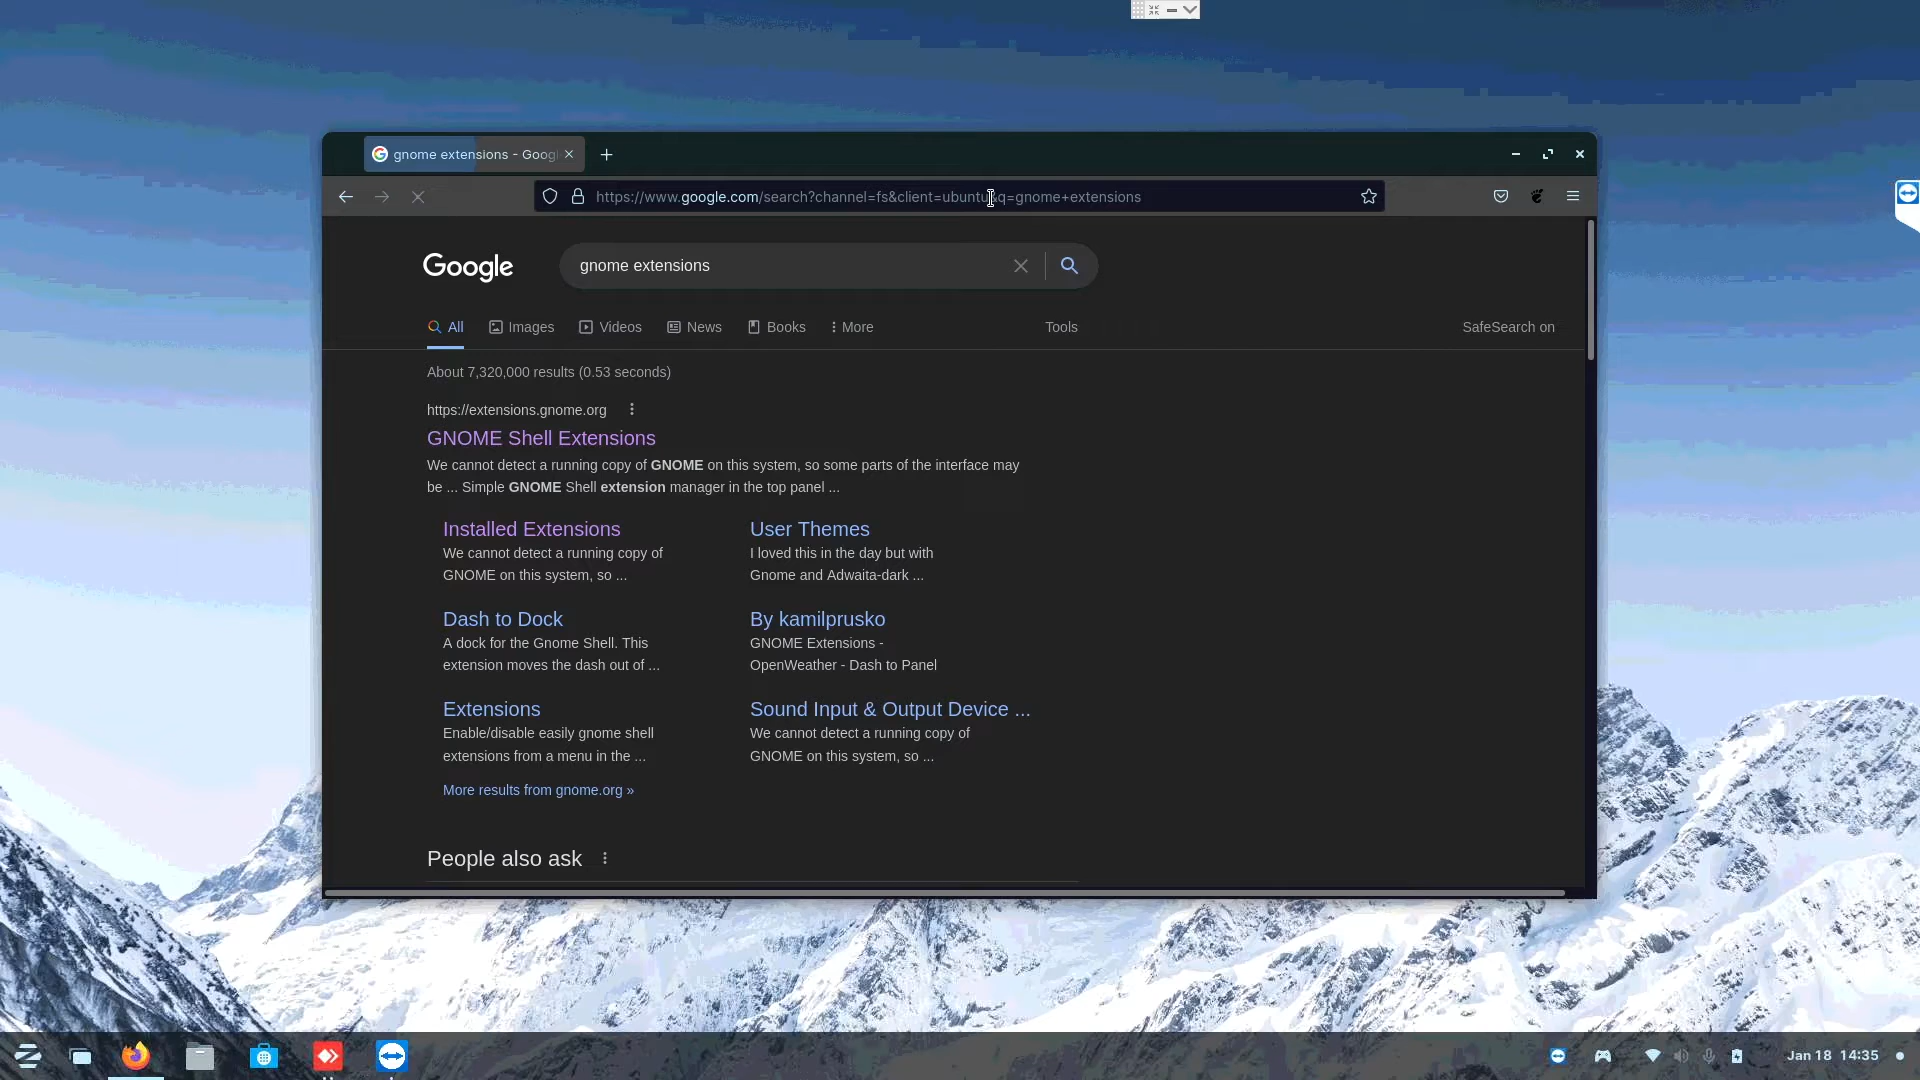 gnome extensions - Goog
https://www.google.com/search?channel=fs&client=ubuntu&q=gnome+extensions
Google
gnome extensions
All
Images
Videos
News
Books
More
Tools
SafeSearch on
About 7,320,000 results (0.53 seconds)
https://extensions.gnome.org
GNOME Shell Extensions
We cannot detect a running copy of GNOME on this system, so some parts of the interface may
be ... Simple GNOME Shell extension manager in the top panel ...
Installed Extensions
We cannot detect a running copy of
GNOME on this system, so ...
User Themes
I loved this in the day but with
Gnome and Adwaita-dark ...
Dash to Dock
A dock for the Gnome Shell. This
extension moves the dash out of ...
By kamilprusko
GNOME Extensions -
OpenWeather - Dash to Panel
Extensions
Enable/disable easily gnome shell
extensions from a menu in the ...
Sound Input & Output Device ...
We cannot detect a running copy of
GNOME on this system, so ...
More results from gnome.org »
People also ask
Jan 18 14:35